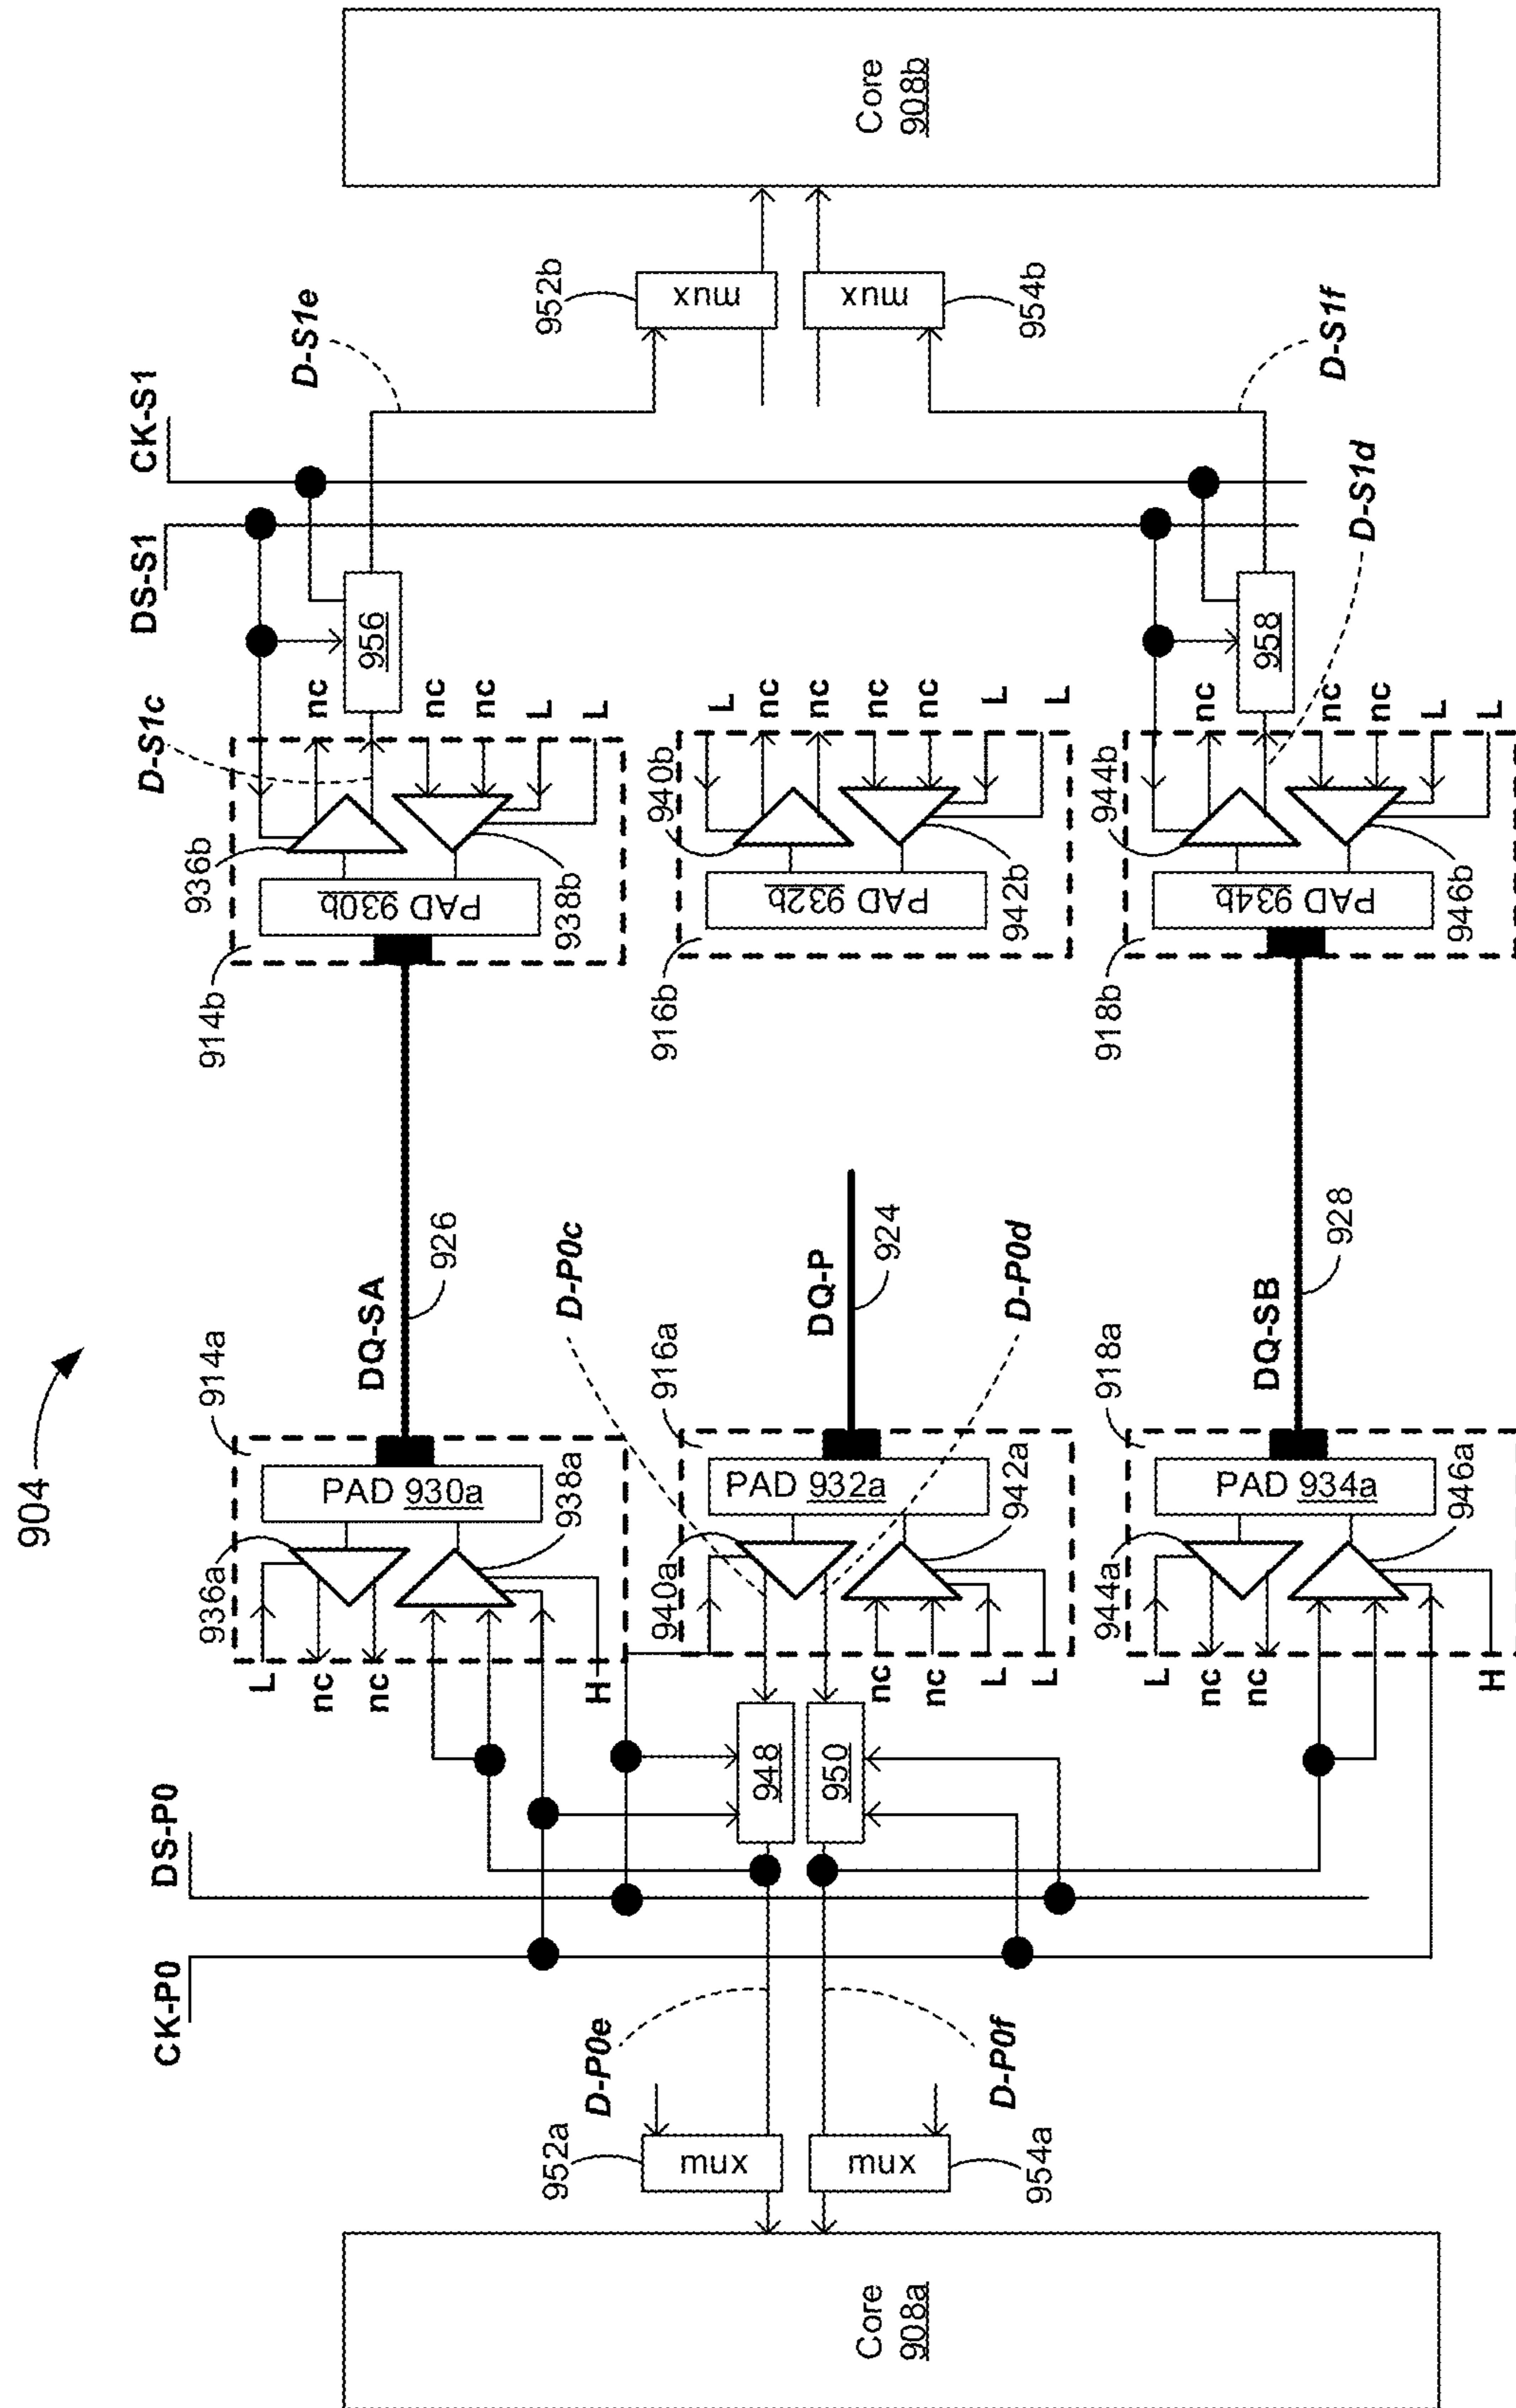 904
Core
908a
952a
mux
mux
954a
D-P0e
D-P0f
CK-P0
DS-P0
948
950
L
nc
nc
H
936a
938a
PAD 930a
914a
DQ-SA
926
D-P0c
940a
942a
PAD 932a
916a
nc
nc
L
L
DQ-P
924
D-P0d
L
nc
nc
H
944a
946a
PAD 934a
918a
DQ-SB
928
914b
PAD 930b
936b
938b
D-S1c
nc
nc
nc
L
L
956
916b
PAD 932b
940b
942b
L
nc
nc
nc
nc
L
L
918b
PAD 934b
944b
946b
nc
nc
nc
L
L
958
D-S1d
DS-S1
CK-S1
D-S1e
D-S1f
952b
mux
mux
954b
Core
908b